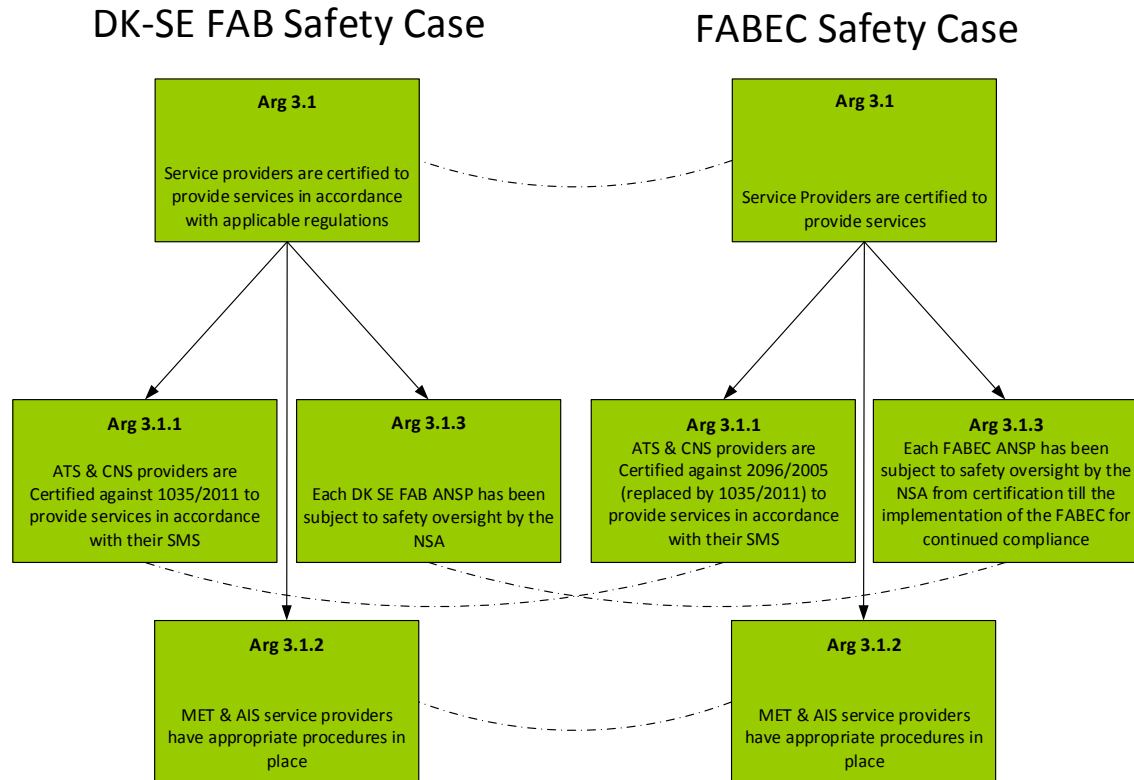 DK-SE FAB Safety Case
FABEC Safety Case
Arg 3.1
Service providers are certified to
provide services in accordance
with applicable regulations
Arg 3.1
Service Providers are certified to
provide services
Arg 3.1.1
ATS & CNS providers are
Certified against 1035/2011 to
provide services in accordance
with their SMS
Arg 3.1.3
Each DK SE FAB ANSP has been
subject to safety oversight by the
NSA
Arg 3.1.1
ATS & CNS providers are
Certified against 2096/2005
(replaced by 1035/2011) to
provide services in accordance
with their SMS
Arg 3.1.3
Each FABEC ANSP has been
subject to safety oversight by the
NSA from certification till the
implementation of the FABEC for
continued compliance
Arg 3.1.2
MET & AIS service providers
have appropriate procedures in
place
Arg 3.1.2
MET & AIS service providers
have appropriate procedures in
place